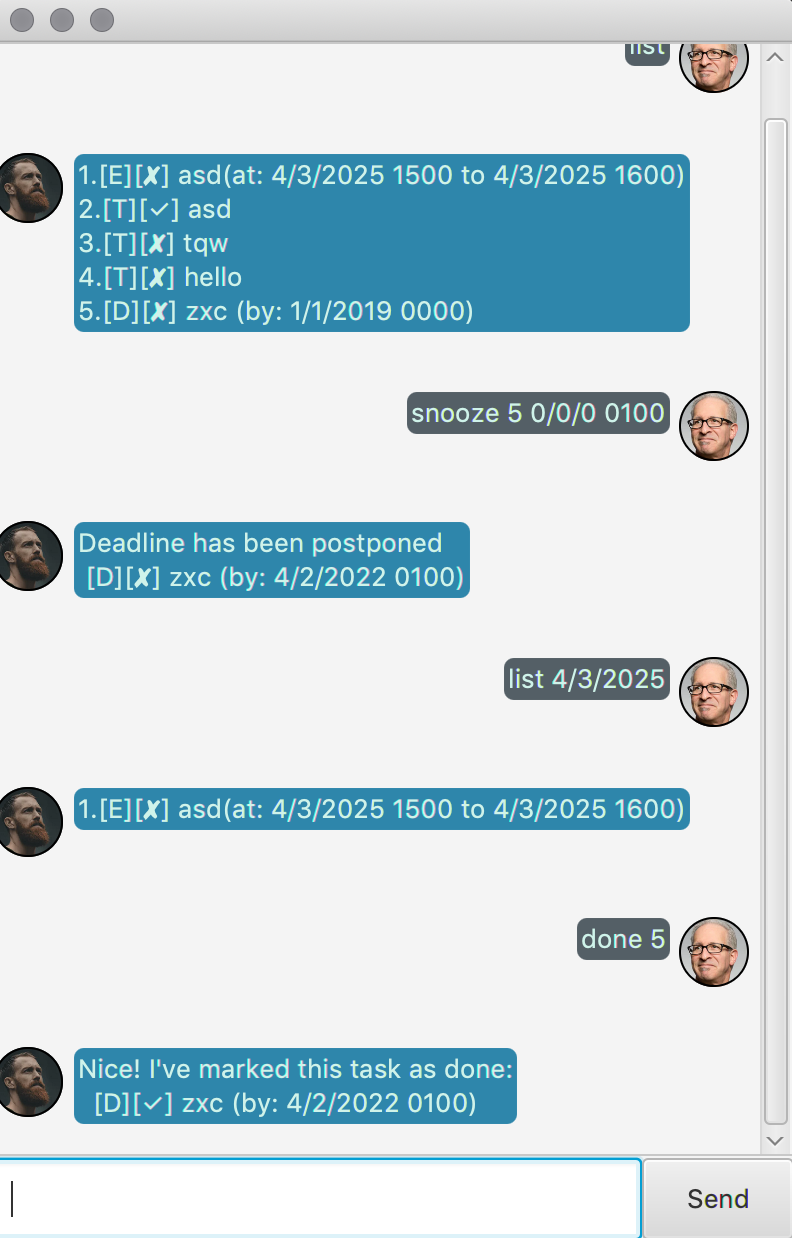 list
1.[E][✘] asd(at: 4/3/2025 1500 to 4/3/2025 1600)
2.[T][✓] asd
3.[T][✘] tqw
4.[T][✘] hello
5.[D][✘] zxc (by: 1/1/2019 0000)
snooze 5 0/0/0 0100
Deadline has been postponed
[D][✘] zxc (by: 4/2/2022 0100)
list 4/3/2025
1.[E][✘] asd(at: 4/3/2025 1500 to 4/3/2025 1600)
done 5
Nice! I've marked this task as done:
[D][✓] zxc (by: 4/2/2022 0100)
Send